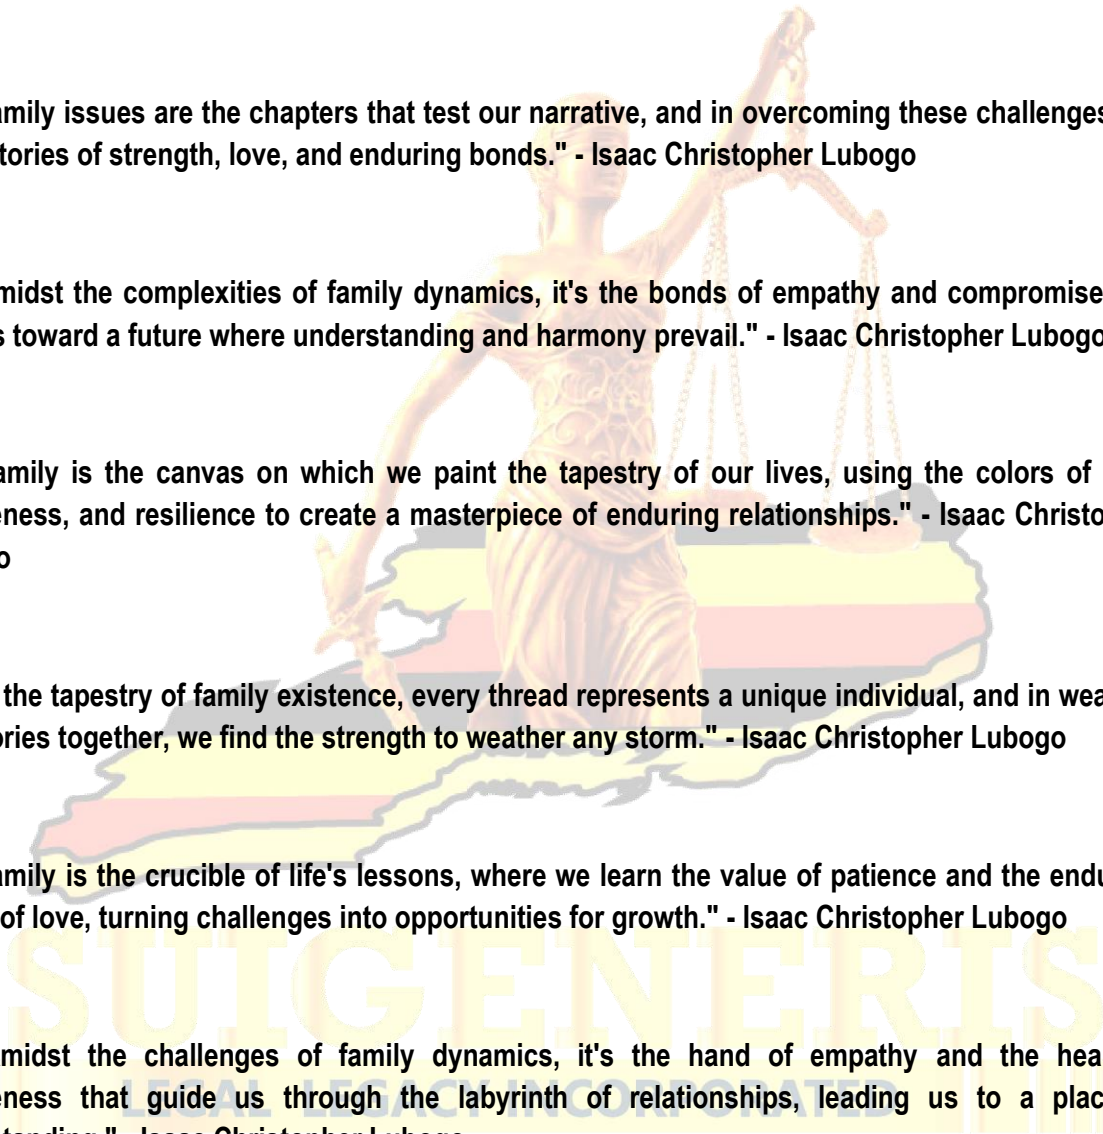 amily issues are the chapters that test our narrative, and in overcoming these challenges
tories of strength, love, and enduring bonds." - Isaac Christopher Lubogo
midst the complexities of family dynamics, it's the bonds of empathy and compromise
s toward a future where understanding and harmony prevail." - Isaac Christopher Lubogo
amily is the canvas on which we paint the tapestry of our lives, using the colors of
eness, and resilience to create a masterpiece of enduring relationships." - Isaac Christo
o
the tapestry of family existence, every thread represents a unique individual, and in wea
ories together, we find the strength to weather any storm." - Isaac Christopher Lubogo
amily is the crucible of life's lessons, where we learn the value of patience and the endu
of love, turning challenges into opportunities for growth." - Isaac Christopher Lubogo
SUIGENERIS
midst the challenges of family dynamics, it's the hand of empathy and the hea
eness that guide us through the labyrinth of relationships, leading us to a plac
LEGAL LEGACY INCORPORATED
standing." - Isaac Christopher Lubogo